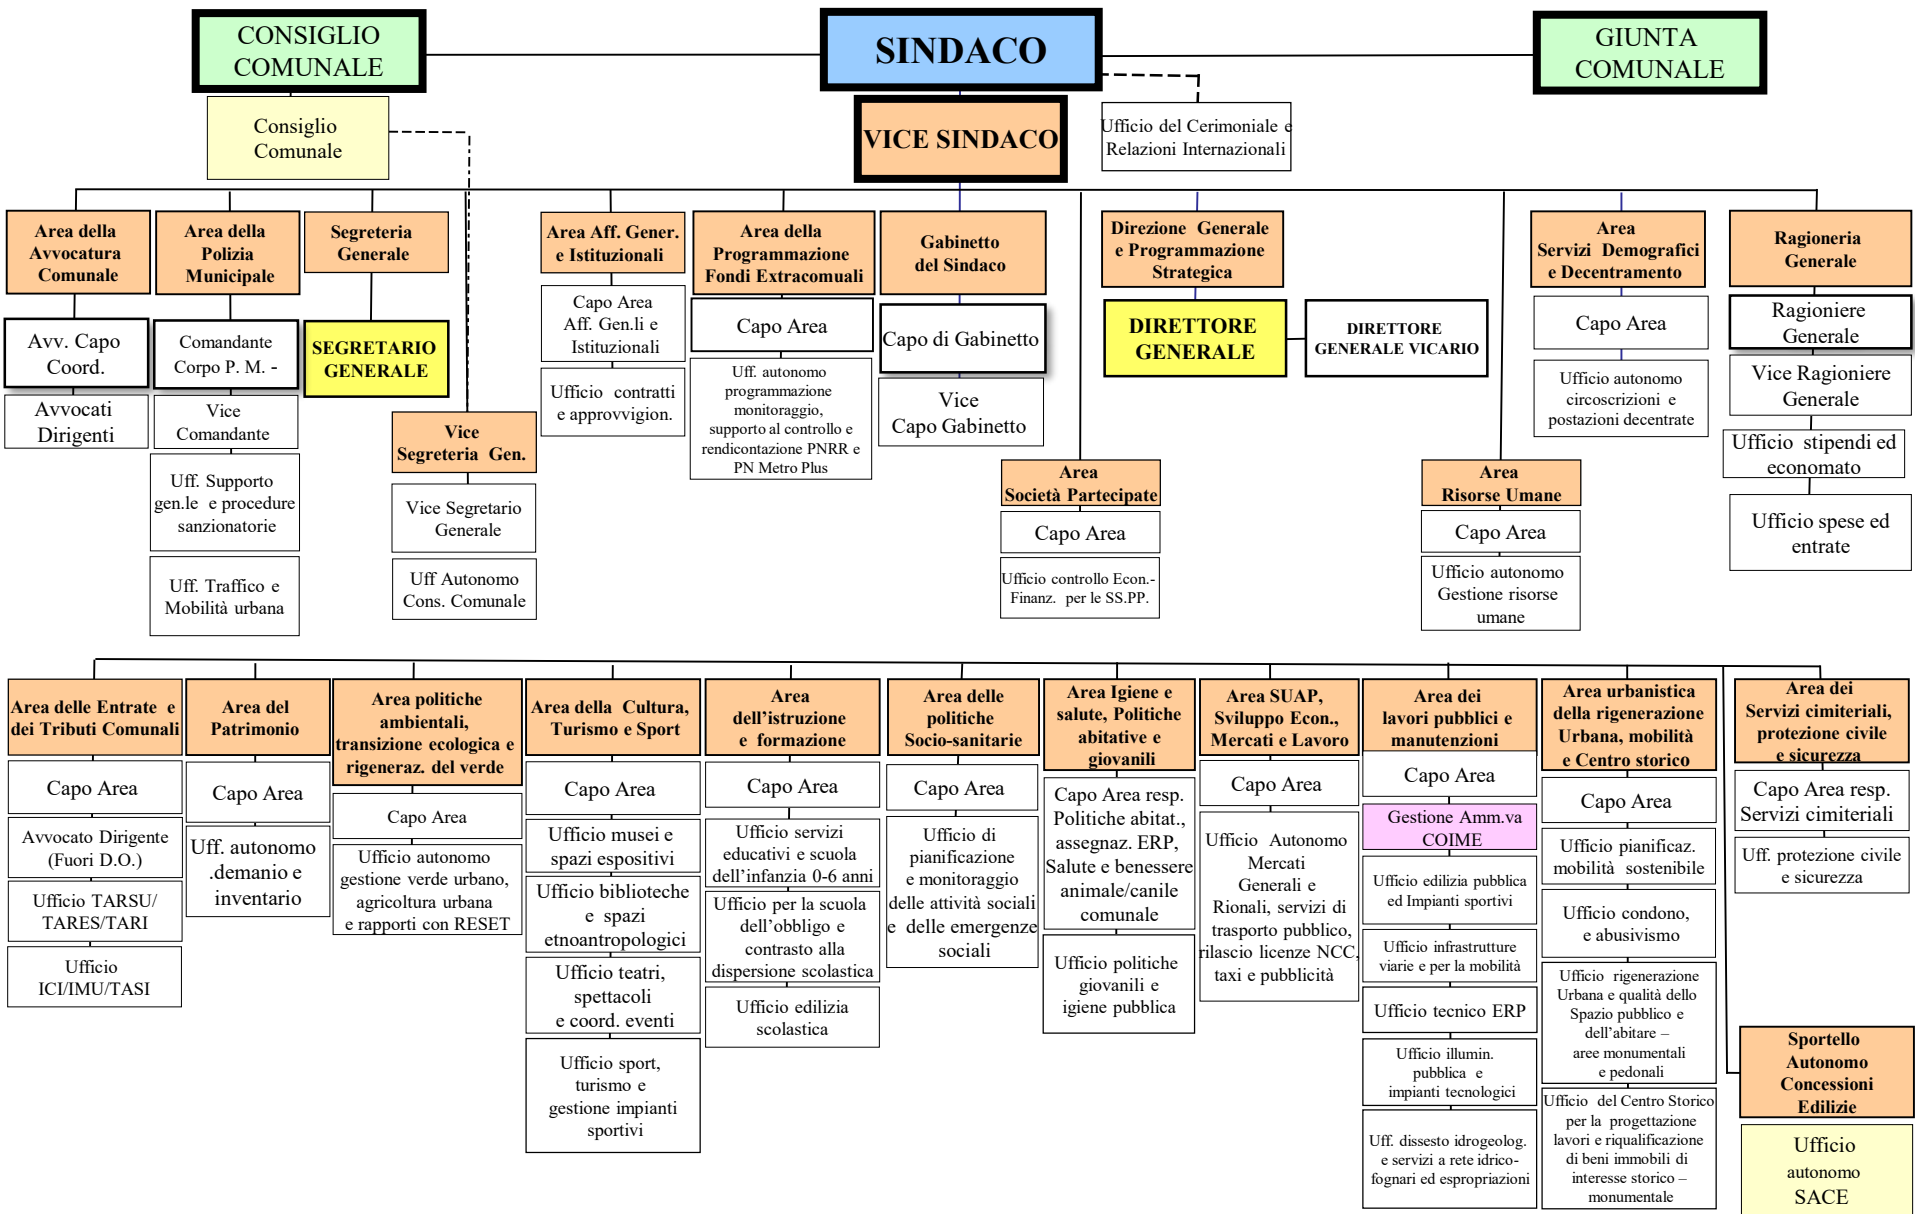 CONSIGLIO
COMUNALE
SINDACO
GIUNTA
COMUNALE
Consiglio
Comunale
VICE SINDACO
Ufficio del Cerimoniale e
Relazioni Internazionali
Area della
Avvocatura
Comunale
Avv. Capo
Coord.
Avvocati
Dirigenti
Area della
Polizia
Municipale
Comandante
Corpo P. M. -
Vice
Comandante
Uff. Supporto
gen.le e procedure
sanzionatorie
Uff. Traffico e
Mobilità urbana
Segreteria
Generale
SEGRETARIO
GENERALE
Vice
Segreteria Gen.
Vice Segretario
Generale
Uff Autonomo
Cons. Comunale
Area Aff. Gener.
e Istituzionali
Capo Area
Aff. Gen.li e
Istituzionali
Ufficio contratti
e approvvigion.
Area della
Programmazione
Fondi Extracomuali
Capo Area
Uff. autonomo
programmazione
monitoraggio,
supporto al controllo e
rendicontazione PNRR e
PN Metro Plus
Gabinetto
del Sindaco
Capo di Gabinetto
Vice
Capo Gabinetto
Area
Società Partecipate
Capo Area
Ufficio controllo Econ.-
Finanz. per le SS.PP.
Direzione Generale
e Programmazione
Strategica
DIRETTORE
GENERALE
DIRETTORE
GENERALE VICARIO
Area
Risorse Umane
Capo Area
Ufficio autonomo
Gestione risorse
umane
Area
Servizi Demografici
e Decentramento
Capo Area
Ufficio autonomo
circoscrizioni e
postazioni decentrate
Ragioneria
Generale
Ragioniere
Generale
Vice Ragioniere
Generale
Ufficio stipendi ed
economato
Ufficio spese ed
entrate
Area delle Entrate e
dei Tributi Comunali
Capo Area
Avvocato Dirigente
(Fuori D.O.)
Ufficio TARSU/
TARES/TARI
Ufficio
ICI/IMU/TASI
Area del
Patrimonio
Capo Area
Uff. autonomo
.demanio e
inventario
Area politiche
ambientali,
transizione ecologica e
rigeneraz. del verde
Capo Area
Ufficio autonomo
gestione verde urbano,
agricoltura urbana
e rapporti con RESET
Area della Cultura,
Turismo e Sport
Capo Area
Ufficio musei e
spazi espositivi
Ufficio biblioteche
e spazi
etnoantropologici
Ufficio teatri,
spettacoli
e coord. eventi
Ufficio sport,
turismo e
gestione impianti
sportivi
Area
dell'istruzione
e formazione
Capo Area
Ufficio servizi
educativi e scuola
dell'infanzia 0-6 anni
Ufficio per la scuola
dell'obbligo e
contrasto alla
dispersione scolastica
Ufficio edilizia
scolastica
Area delle
politiche
Socio-sanitarie
Capo Area
Ufficio di
pianificazione
e monitoraggio
delle attività sociali
e delle emergenze
sociali
Area Igiene e
salute, Politiche
abitative e
giovanili
Capo Area resp.
Politiche abitat.,
assegnaz. ERP,
Salute e benessere
animale/canile
comunale
Ufficio politiche
giovanili e
igiene pubblica
Area SUAP,
Sviluppo Econ.,
Mercati e Lavoro
Capo Area
Ufficio Autonomo
Mercati
Generali e
Rionali, servizi di
trasporto pubblico,
rilascio licenze NCC,
taxi e pubblicità
Area dei
lavori pubblici e
manutenzioni
Capo Area
Gestione Amm.va
COIME
Ufficio edilizia pubblica
ed Impianti sportivi
Ufficio infrastrutture
viarie e per la mobilità
Ufficio tecnico ERP
Ufficio illumin.
pubblica e
impianti tecnologici
Uff. dissesto idrogeolog.
e servizi a rete idrico-
fognari ed espropriazioni
Area urbanistica
della rigenerazione
Urbana, mobilità
e Centro storico
Capo Area
Ufficio pianificaz.
mobilità sostenibile
Ufficio condono,
e abusivismo
Ufficio rigenerazione
Urbana e qualità dello
Spazio pubblico e
dell'abitare –
aree monumentali
e pedonali
Ufficio del Centro Storico
per la progettazione
lavori e riqualificazione
di beni immobili di
interesse storico –
monumentale
Area dei
Servizi cimiteriali,
protezione civile
e sicurezza
Capo Area resp.
Servizi cimiteriali
Uff. protezione civile
e sicurezza
Sportello
Autonomo
Concessioni
Edilizie
Ufficio
autonomo
SACE